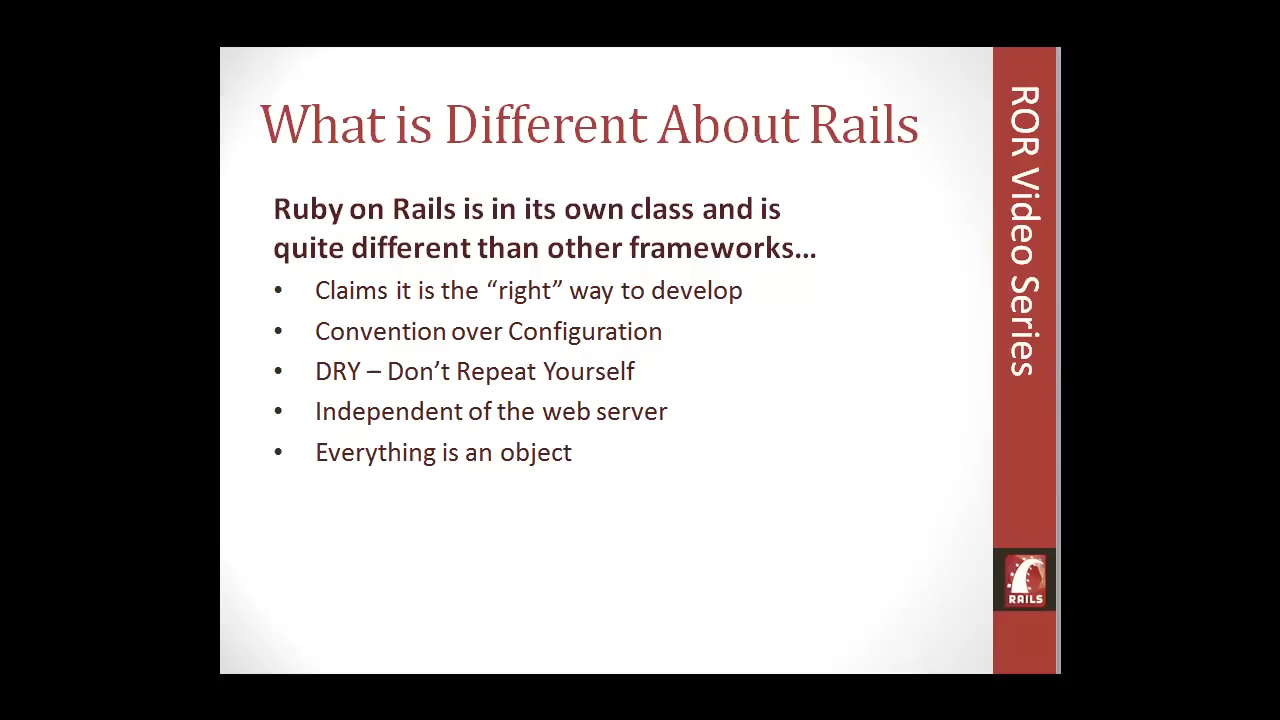 What is Different About Rails
Ruby on Rails is in its own class and is
quite different than other frameworks…
• Claims it is the “right” way to develop
• Convention over Configuration
• DRY – Don’t Repeat Yourself
• Independent of the web server
• Everything is an object
ROR Video Series
RAILS